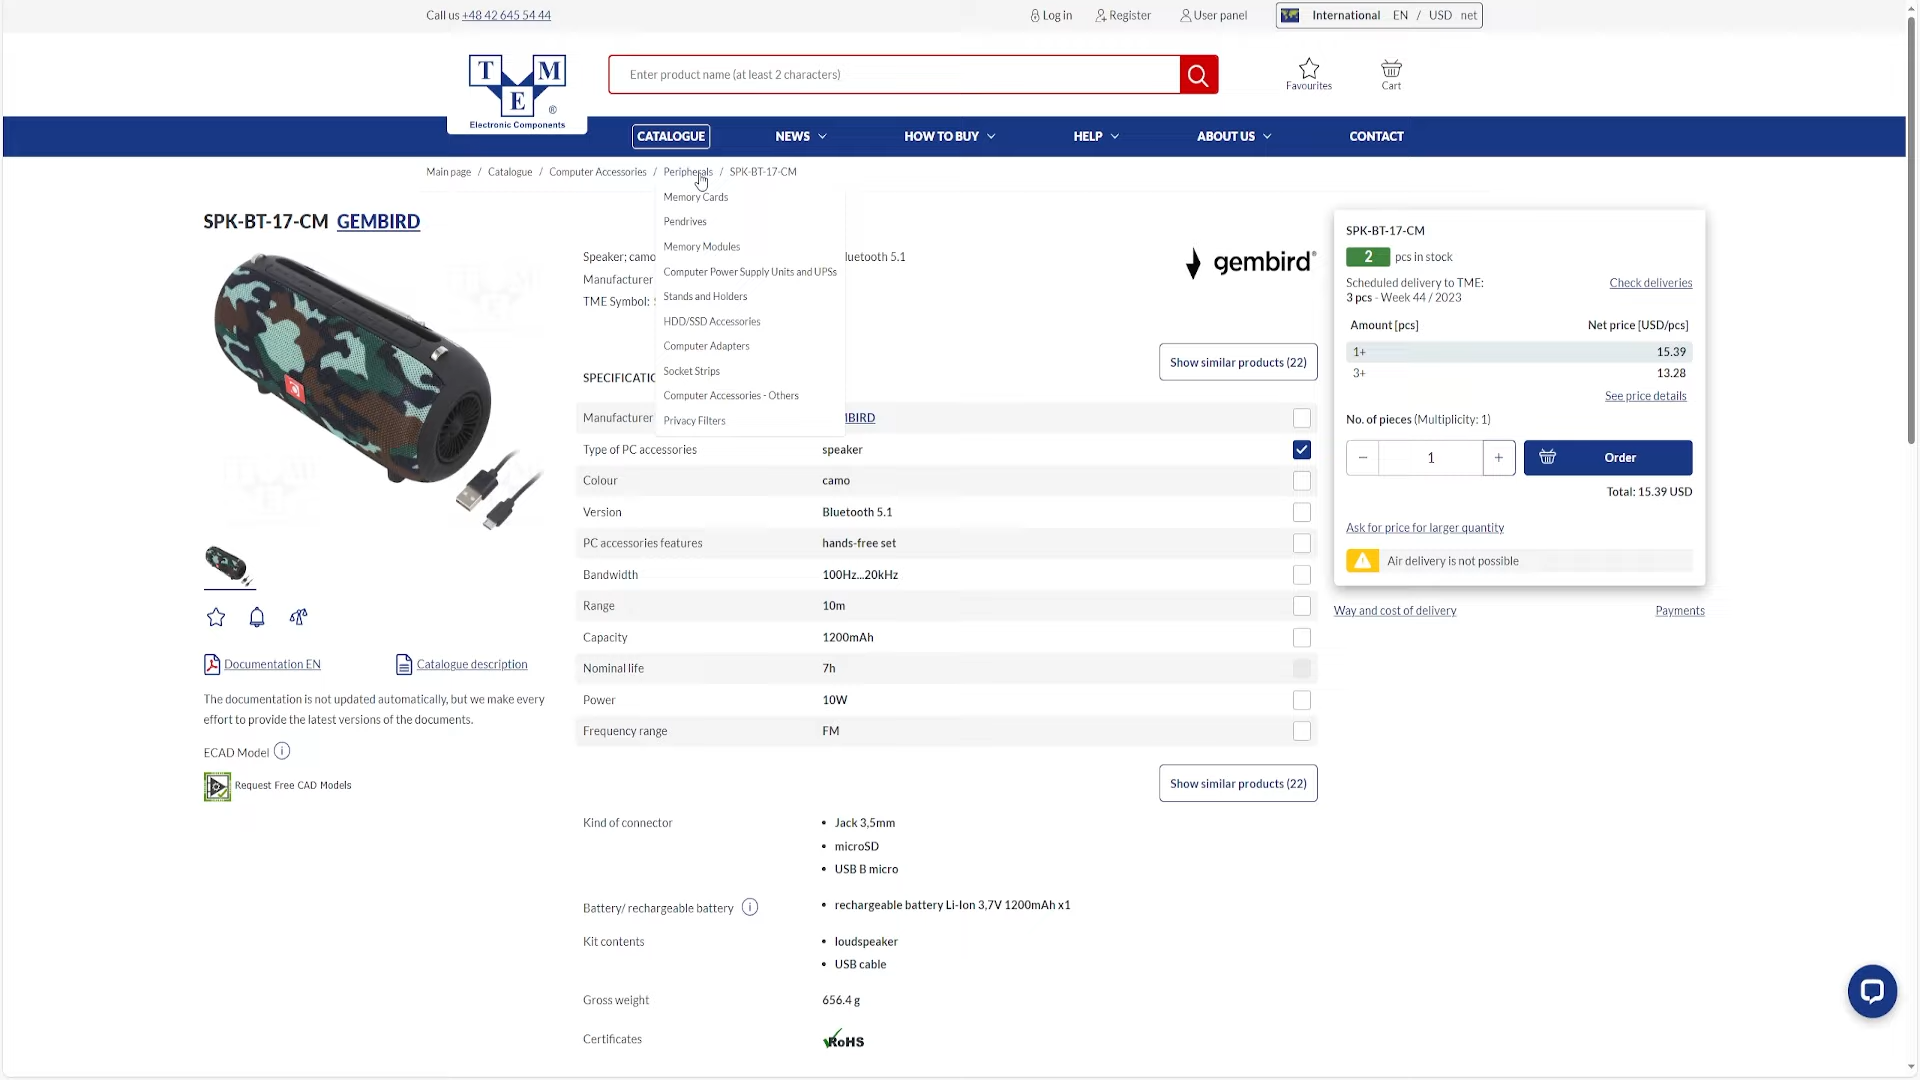 Call us +48 42 645 54 44
Log in
Register
User panel
International EN / USD net
T M E ®
Electronic Components
Enter product name (at least 2 characters)
Favourites
Cart
CATALOGUE
NEWS
HOW TO BUY
HELP
ABOUT US
CONTACT
Main page / Catalogue / Computer Accessories / Peripherals / SPK-BT-17-CM
Memory Cards
Pendrives
Memory Modules
Computer Power Supply Units and UPSs
Stands and Holders
HDD/SSD Accessories
Computer Adapters
Socket Strips
Computer Accessories - Others
Privacy Filters
SPK-BT-17-CM GEMBIRD
Documentation EN
Catalogue description
The documentation is not updated automatically, but we make every
effort to provide the latest versions of the documents.
ECAD Model
Request Free CAD Models
Speaker; camo
Bluetooth 5.1
Manufacturer
TME Symbol:
gembird®
Show similar products (22)
Manufacturer
Type of PC accessories speaker
Colour camo
Version Bluetooth 5.1
PC accessories features hands-free set
Bandwidth 100Hz...20kHz
Range 10m
Capacity 1200mAh
Nominal life 7h
Power 10W
Frequency range FM
Show similar products (22)
Kind of connector
• Jack 3,5mm
• microSD
• USB B micro
Battery/ rechargeable battery
• rechargeable battery Li-Ion 3,7V 1200mAh x1
Kit contents
• loudspeaker
• USB cable
Gross weight 656.4 g
Certificates RoHS
SPK-BT-17-CM
2 pcs in stock
Scheduled delivery to TME:
3 pcs - Week 44 / 2023
Check deliveries
Amount [pcs] Net price [USD/pcs]
1+ 15.39
3+ 13.28
See price details
No. of pieces (Multiplicity: 1)
− 1 +
Order
Total: 15.39 USD
Ask for price for larger quantity
Air delivery is not possible
Way and cost of delivery
Payments